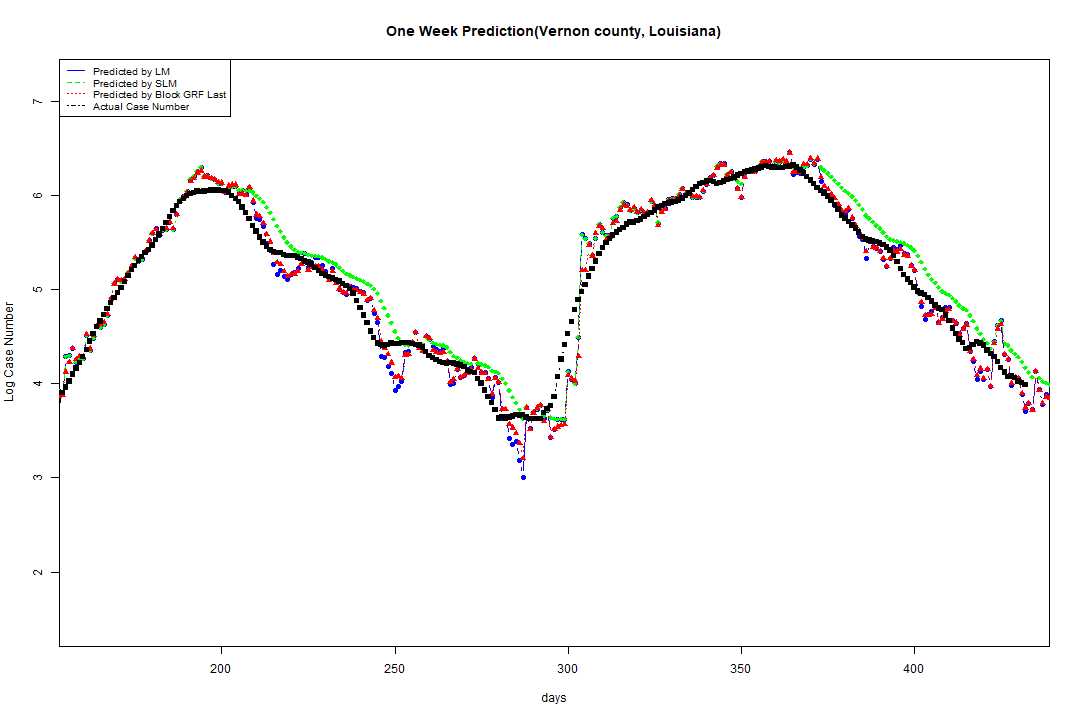 One Week Prediction(Vernon county, Louisiana)
Predicted by LM
Predicted by SLM
Predicted by Block GRF Last
Actual Case Number
7
6
5
4
3
2
Log Case Number
200 250 300 350 400
days